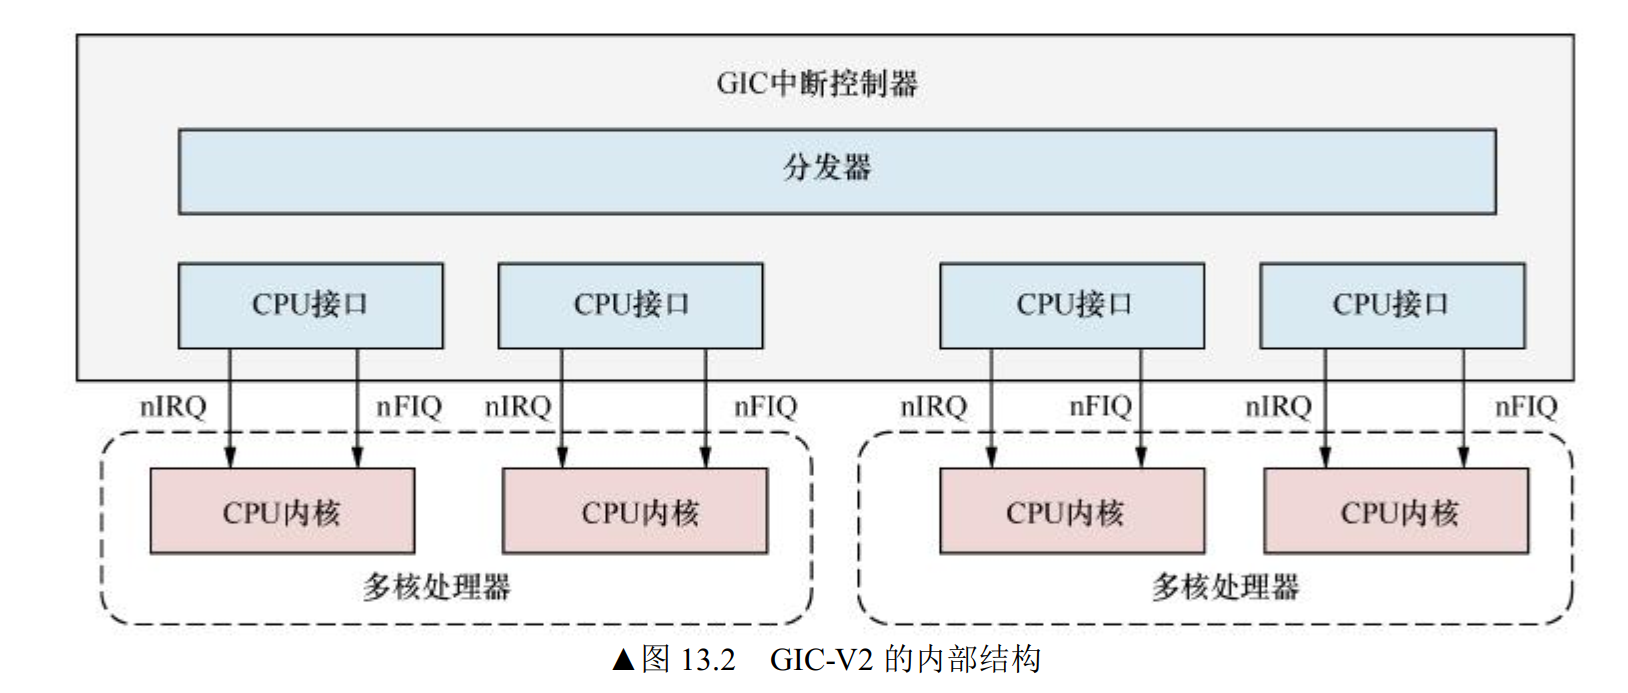 GIC中断控制器
分发器
CPU接口 CPU接口 CPU接口 CPU接口
nIRQ nFIQ nIRQ nFIQ nIRQ nFIQ nIRQ nFIQ
CPU内核 CPU内核 CPU内核 CPU内核
多核处理器 多核处理器
▲图 13.2 GIC-V2 的内部结构